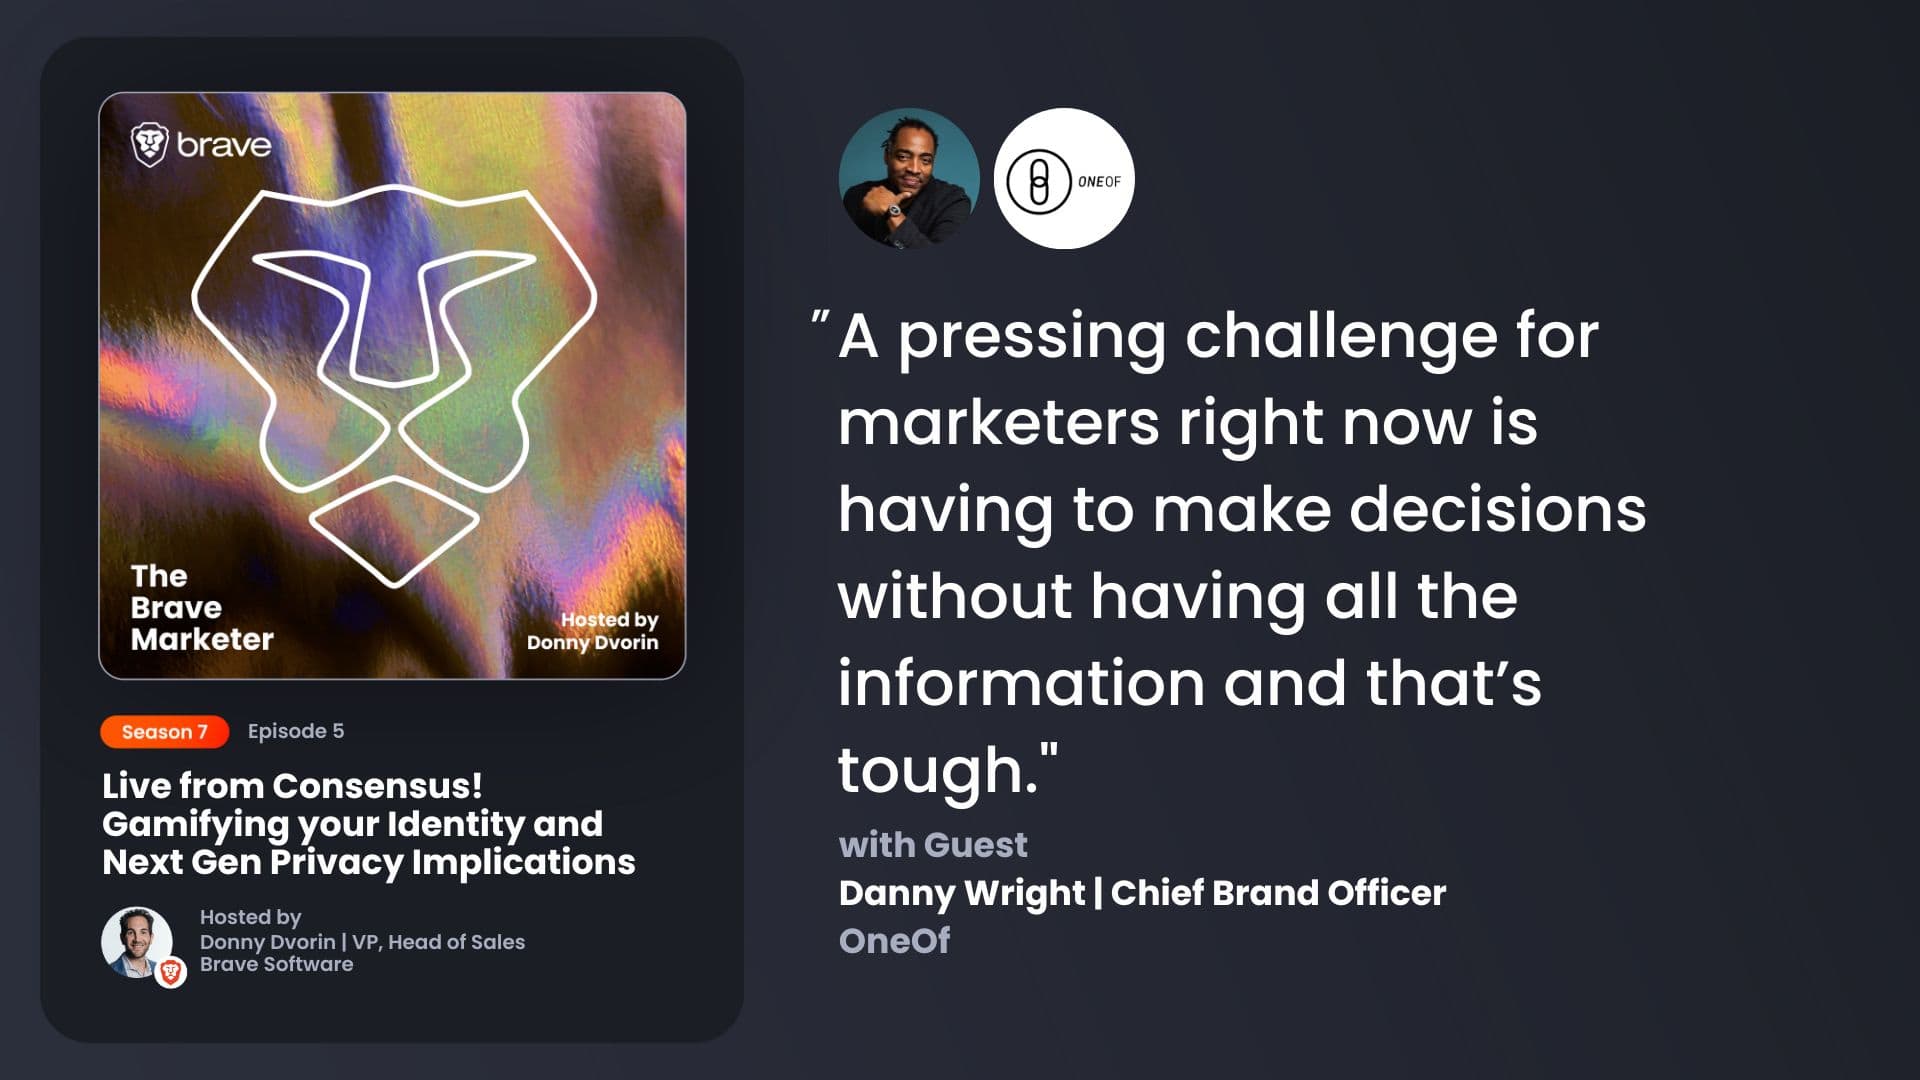 brave
The
Brave
Marketer
Hosted by
Donny Dvorin
Season 7 Episode 5
Live from Consensus!
Gamifying your Identity and
Next Gen Privacy Implications
Hosted by
Donny Dvorin | VP, Head of Sales
Brave Software
ONEOF
"A pressing challenge for
marketers right now is
having to make decisions
without having all the
information and that’s
tough."
with Guest
Danny Wright | Chief Brand Officer
OneOf